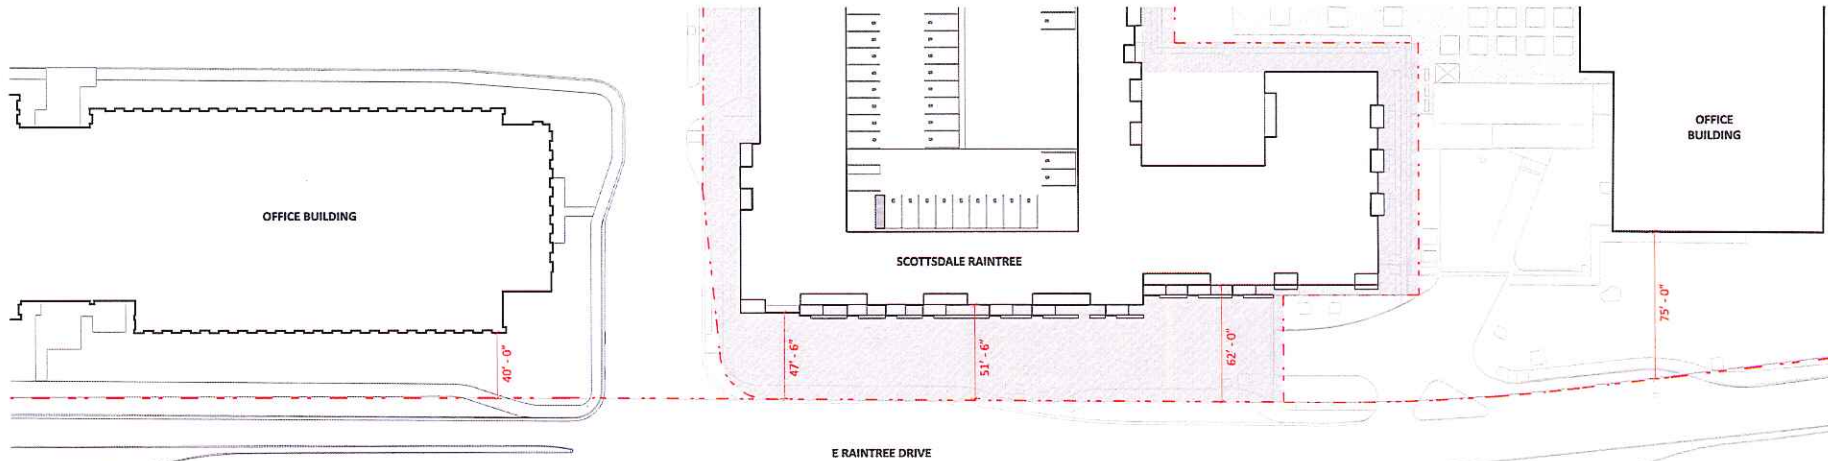 OFFICE
BUILDING
OFFICE BUILDING
SCOTTSDALE RAINTREE
40' - 0"
47' - 6"
51' - 6"
62' - 0"
75' - 0"
E RAINTREE DRIVE